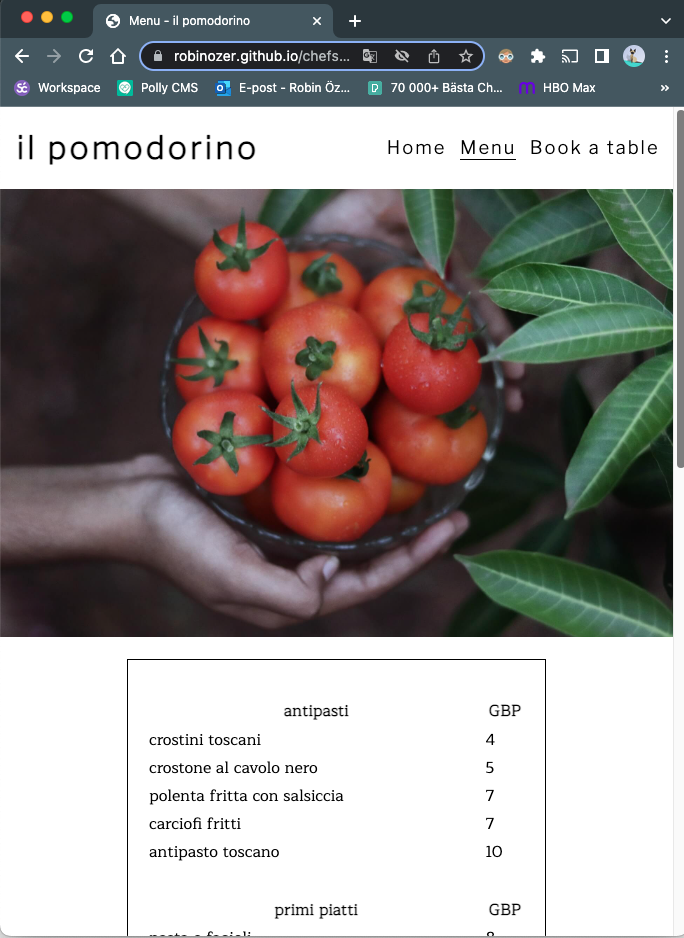 Menu - il pomodorino
robinozer.github.io/chefs...
Workspace Polly CMS E-post - Robin Öz... 70 000+ Bästa Ch... HBO Max »
il pomodorino Home Menu Book a table
antipasti GBP
crostini toscani 4
crostone al cavolo nero 5
polenta fritta con salsiccia 7
carciofi fritti 7
antipasto toscano 10
primi piatti GBP